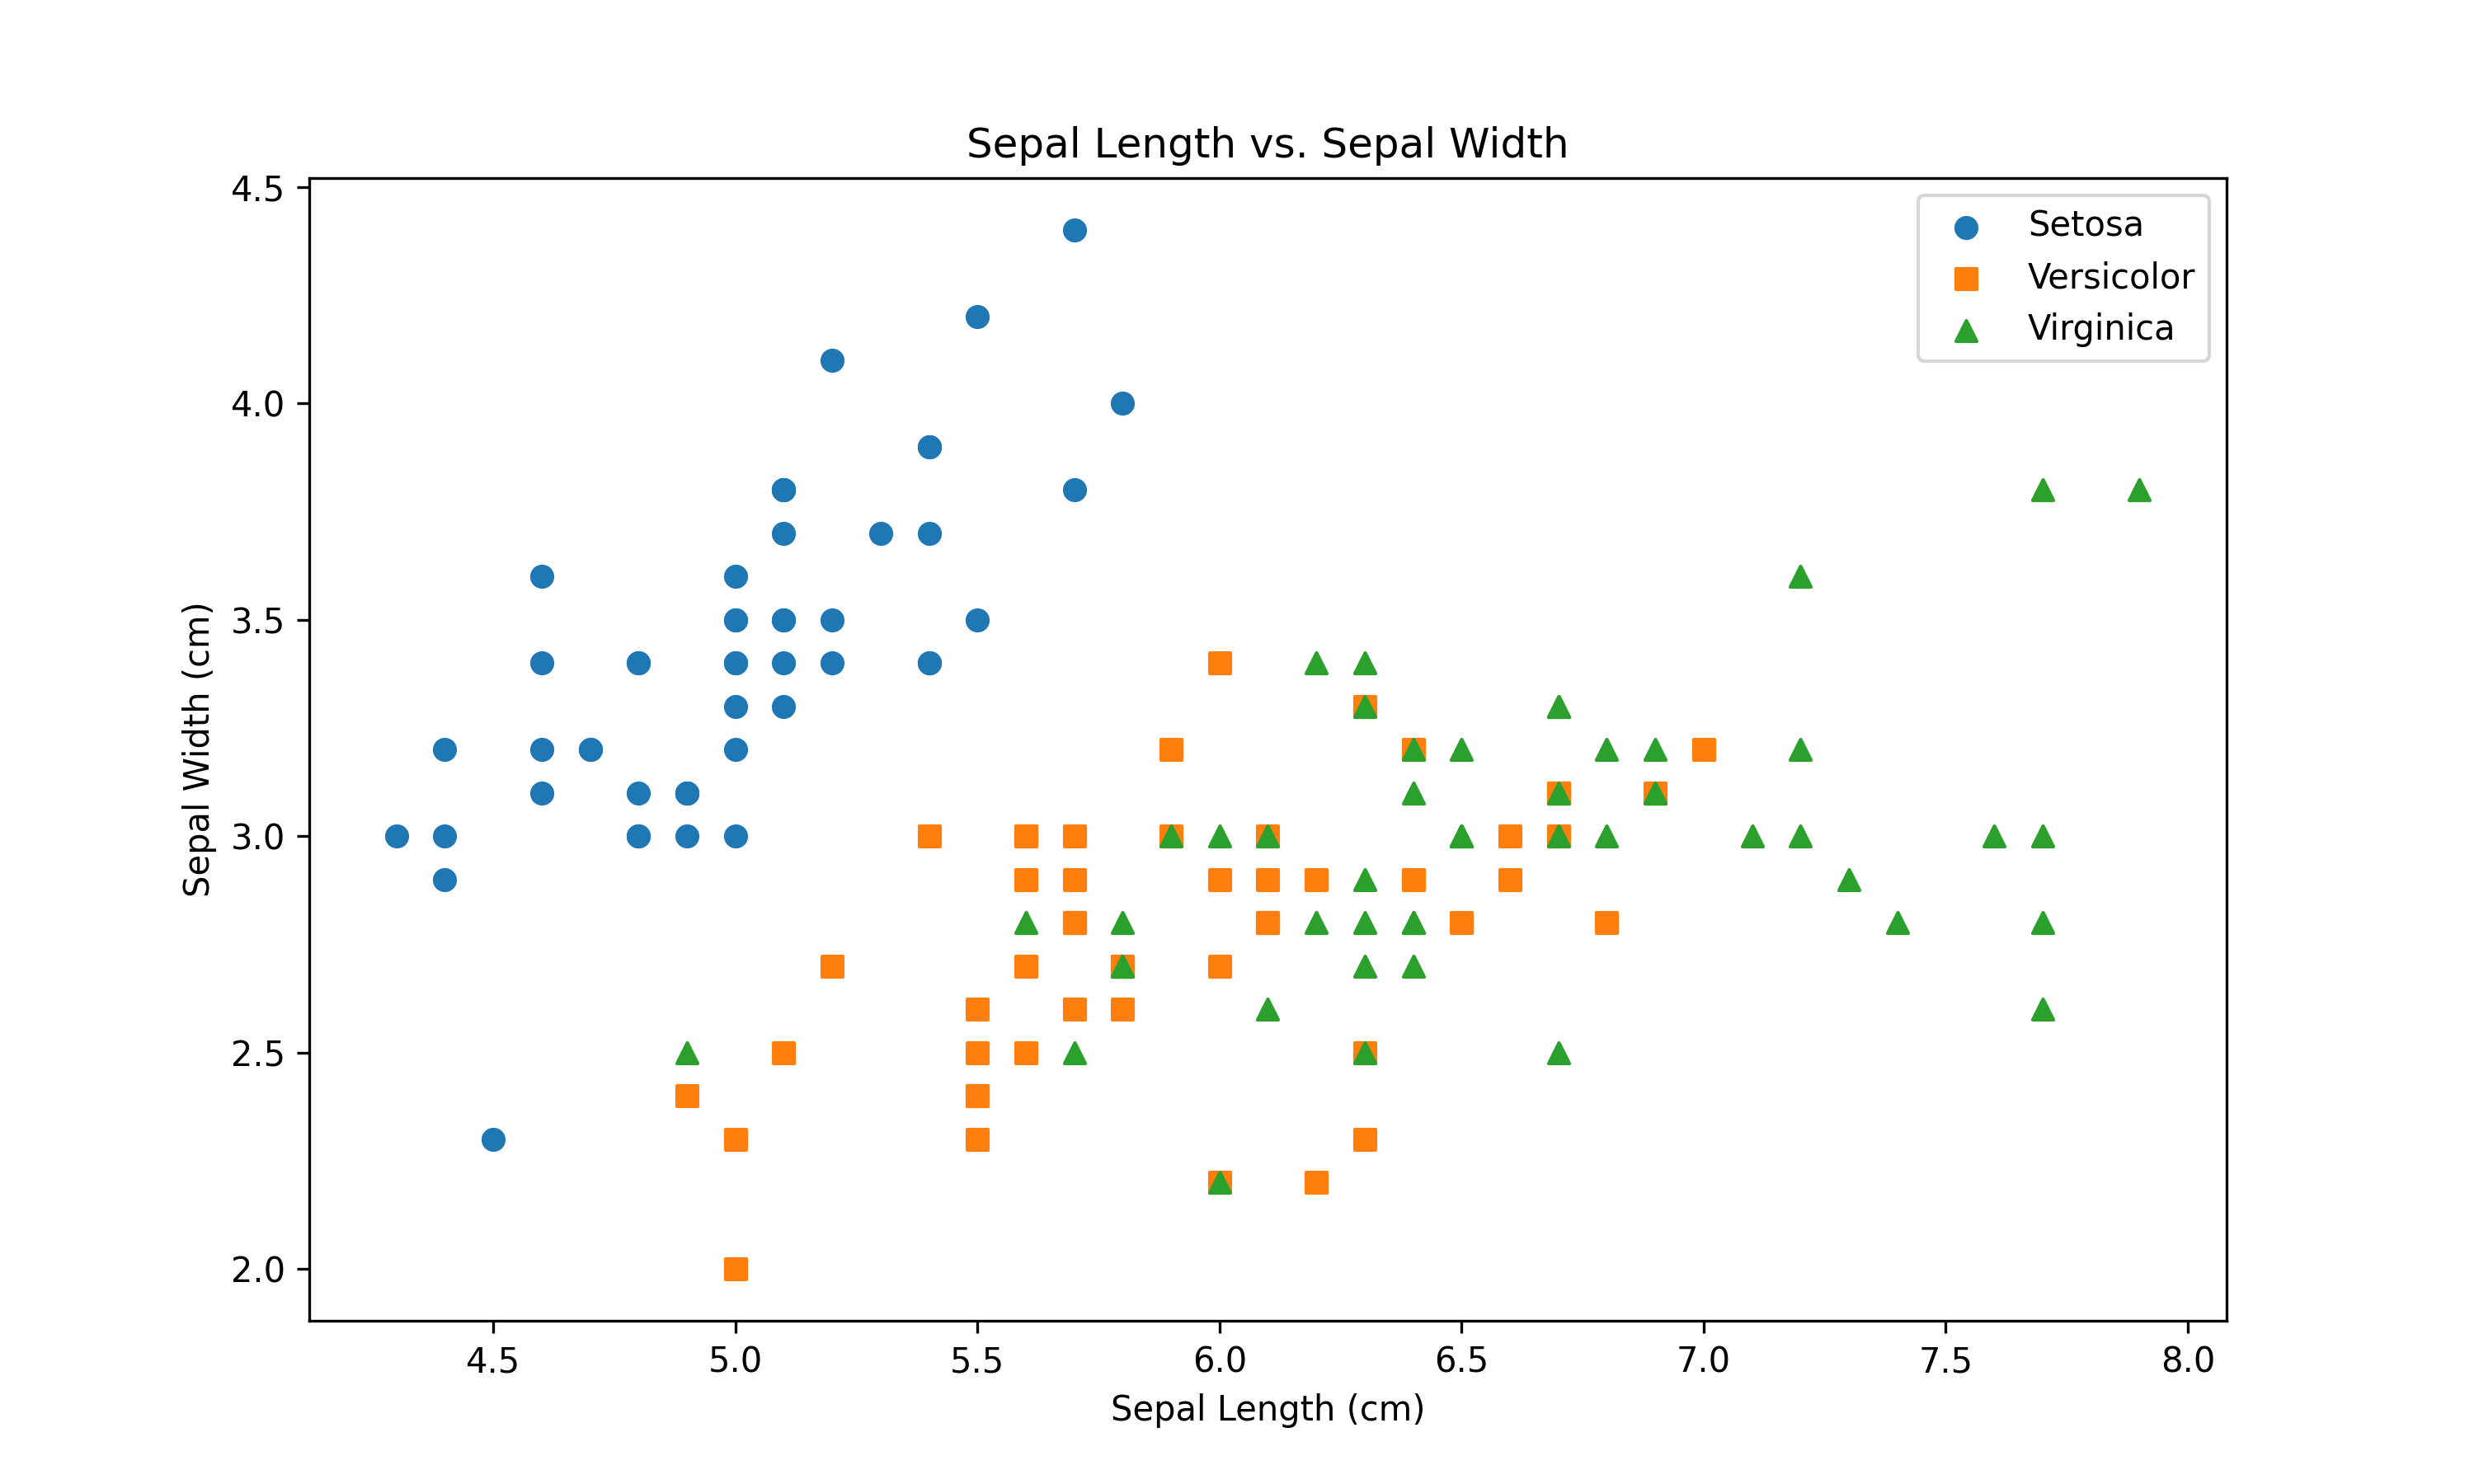 Sepal Length vs. Sepal Width
Setosa
Versicolor
Virginica
4.5
4.0
3.5
3.0
2.5
2.0
Sepal Width (cm)
4.5 5.0 5.5 6.0 6.5 7.0 7.5 8.0
Sepal Length (cm)